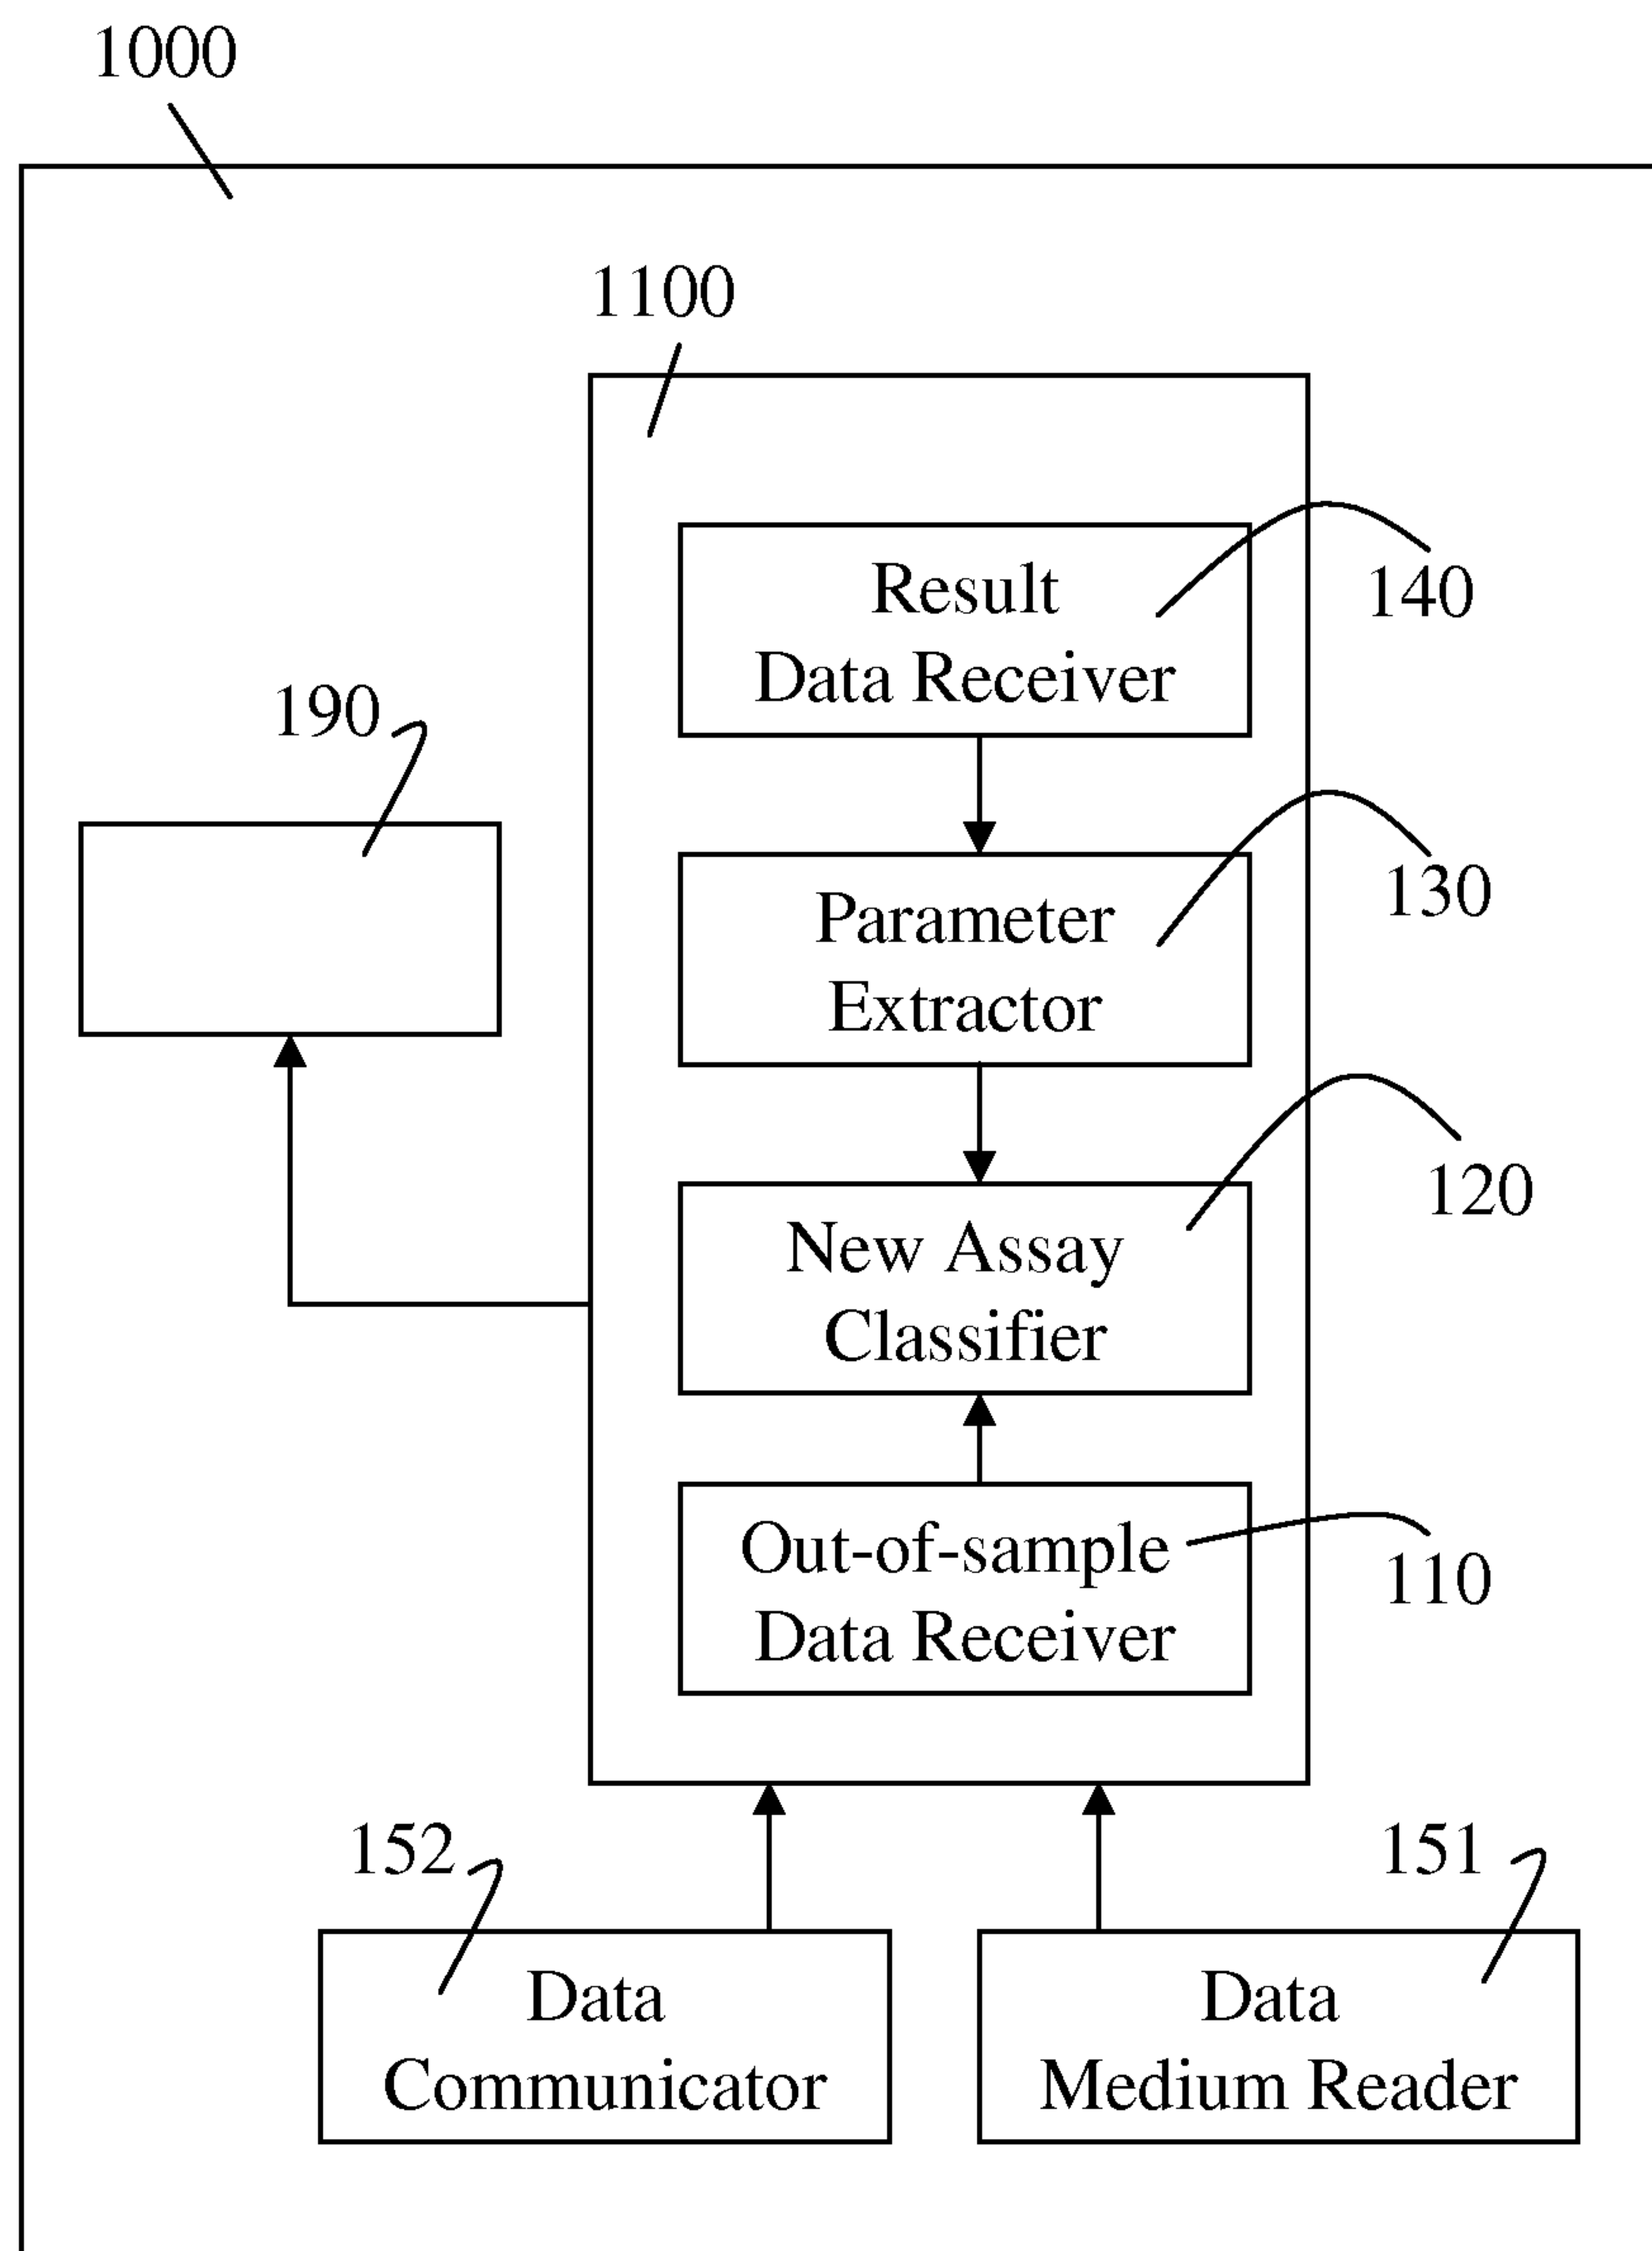 1000
1100
Result
Data Receiver
140
190
Parameter
Extractor
130
New Assay
Classifier
120
Out-of-sample
Data Receiver
110
152
151
Data
Communicator
Data
Medium Reader